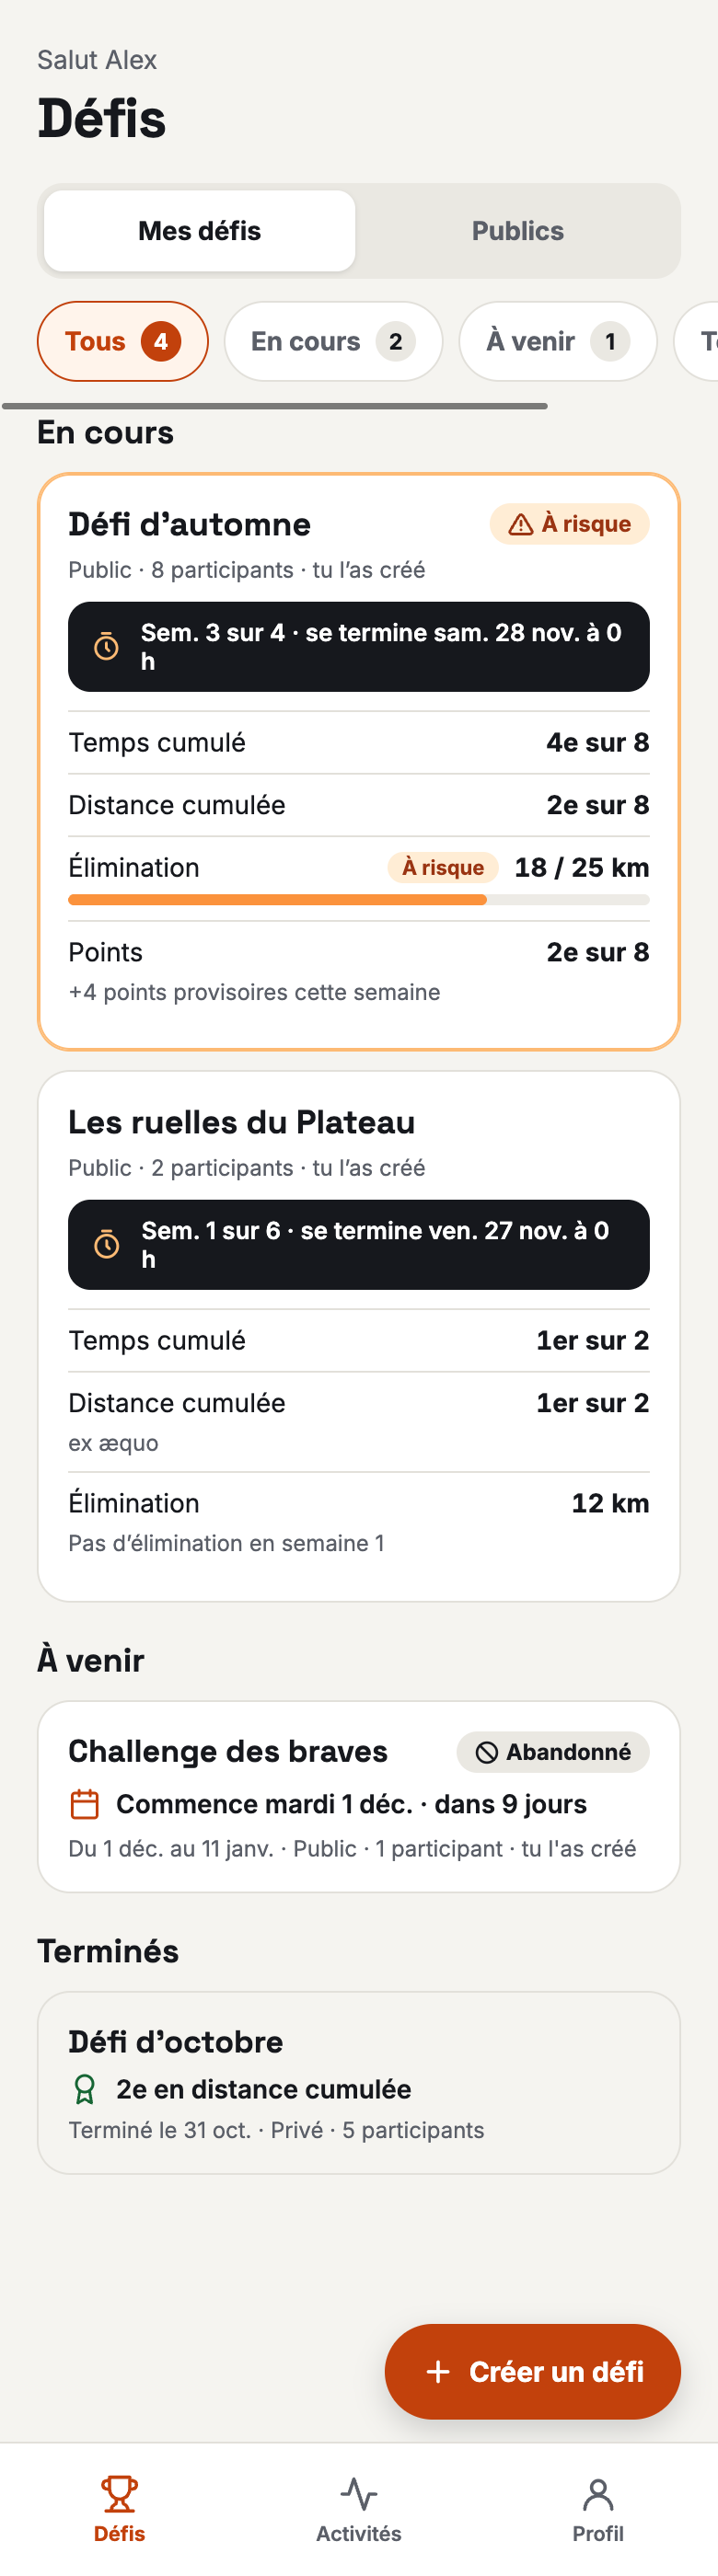 Salut Alex
Défis
Mes défis
Publics
Tous 4
En cours 2
À venir 1
En cours
Défi d’automne
À risque
Public · 8 participants · tu l’as créé
Sem. 3 sur 4 · se termine sam. 28 nov. à 0
h
Temps cumulé 4e sur 8
Distance cumulée 2e sur 8
Élimination À risque 18 / 25 km
Points 2e sur 8
+4 points provisoires cette semaine
Les ruelles du Plateau
Public · 2 participants · tu l’as créé
Sem. 1 sur 6 · se termine ven. 27 nov. à 0
h
Temps cumulé 1er sur 2
Distance cumulée 1er sur 2
ex æquo
Élimination 12 km
Pas d’élimination en semaine 1
À venir
Challenge des braves
Abandonné
Commence mardi 1 déc. · dans 9 jours
Du 1 déc. au 11 janv. · Public · 1 participant · tu l'as créé
Terminés
Défi d’octobre
2e en distance cumulée
Terminé le 31 oct. · Privé · 5 participants
Créer un défi
Défis
Activités
Profil